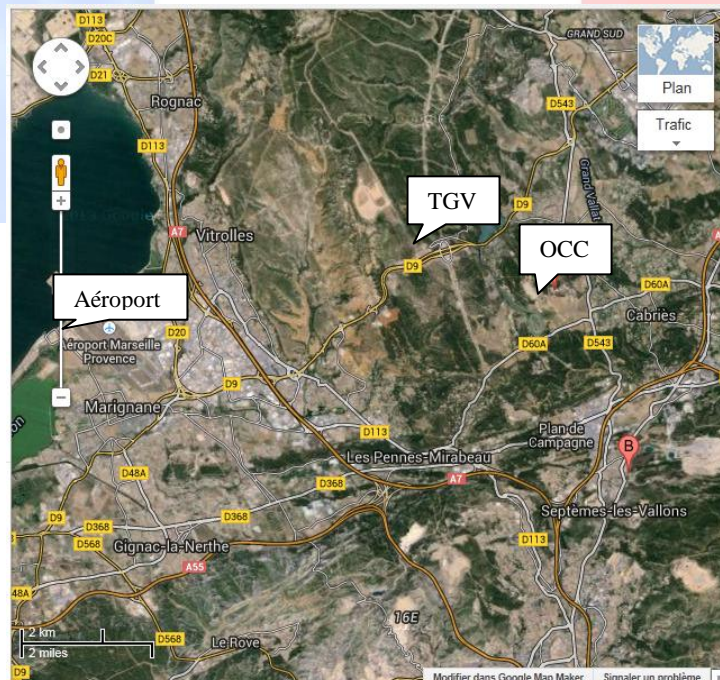 D113
D20C
GRAND SUD
D21
Plan
Rognac
D543
Trafic
D113
Grand Vallat
TGV
D9
A7
Vitrolles
OCC
D9
D60A
Aéroport
Cabriès
D20
Aéroport Marseille
Provence
D60A
D543
D9
Marignane
D113
Plan de
Campagne
B
Les Pennes-Mirabeau
D48A
D368
A7
D9
D368
D368
Septèmes-les-Vallons
D568
Gignac-la-Nerthe
D113
A55
48A
16E
2 km
D568
Le Rove
2 miles
D9
Modifier dans Google Map Maker
Signaler un problème